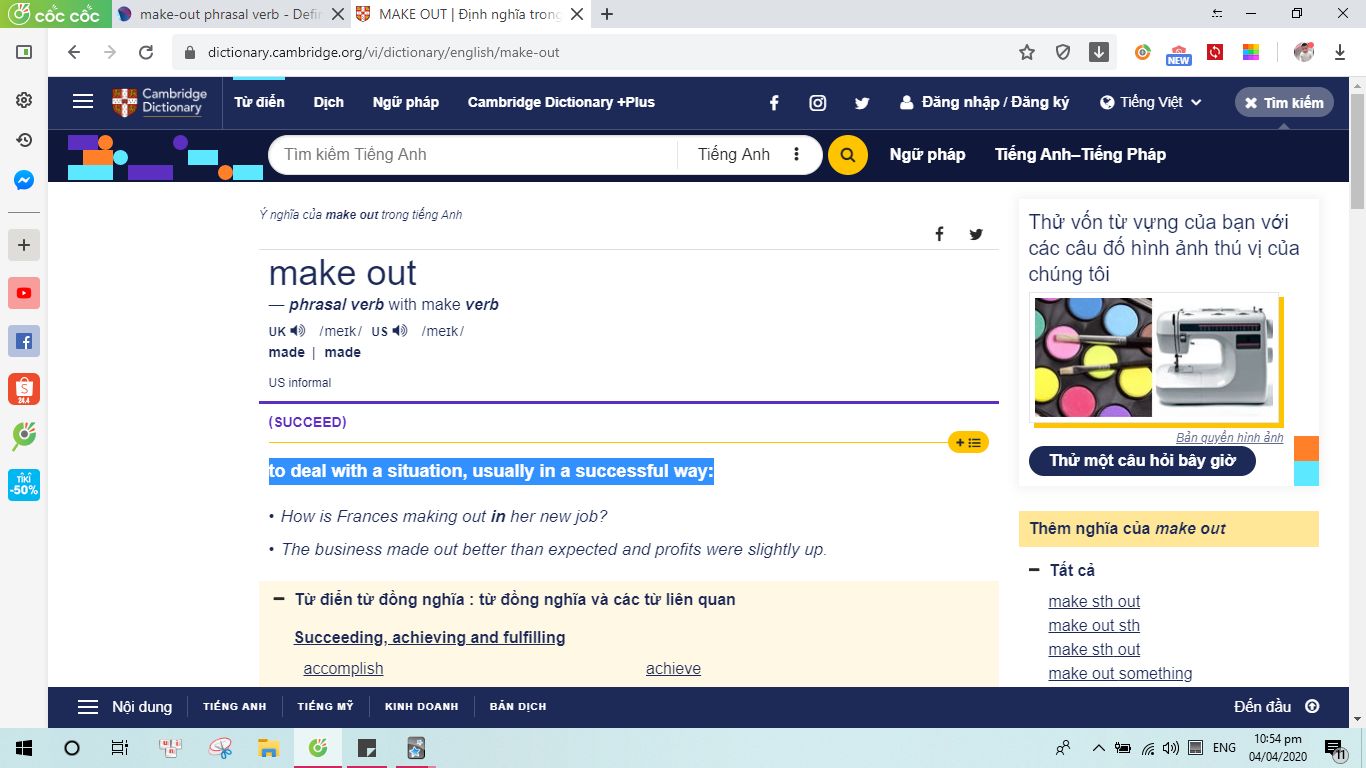 cốc cốc
make-out phrasal verb - Defin
MAKE OUT | Định nghĩa trong
dictionary.cambridge.org/vi/dictionary/english/make-out
NEW
Cambridge
Dictionary
Từ điển
Dịch
Ngữ pháp
Cambridge Dictionary +Plus
Đăng nhập / Đăng ký
Tiếng Việt
Tìm kiếm
Tìm kiếm Tiếng Anh
Tiếng Anh
Ngữ pháp
Tiếng Anh–Tiếng Pháp
Ý nghĩa của make out trong tiếng Anh
make out
— phrasal verb with make verb
UK /meɪk/ US /meɪk/
made | made
US informal
(SUCCEED)
to deal with a situation, usually in a successful way:
• How is Frances making out in her new job?
• The business made out better than expected and profits were slightly up.
Từ điển từ đồng nghĩa : từ đồng nghĩa và các từ liên quan
Succeeding, achieving and fulfilling
accomplish
achieve
Thử vốn từ vựng của bạn với
các câu đố hình ảnh thú vị của
chúng tôi
Bản quyền hình ảnh
Thử một câu hỏi bây giờ
Thêm nghĩa của make out
Tất cả
make sth out
make out sth
make sth out
make out something
24.4
TIKI
-50%
Nội dung
TIẾNG ANH
TIẾNG MỸ
KINH DOANH
BẢN DỊCH
Đến đầu
ENG
10:54 pm
04/04/2020
11